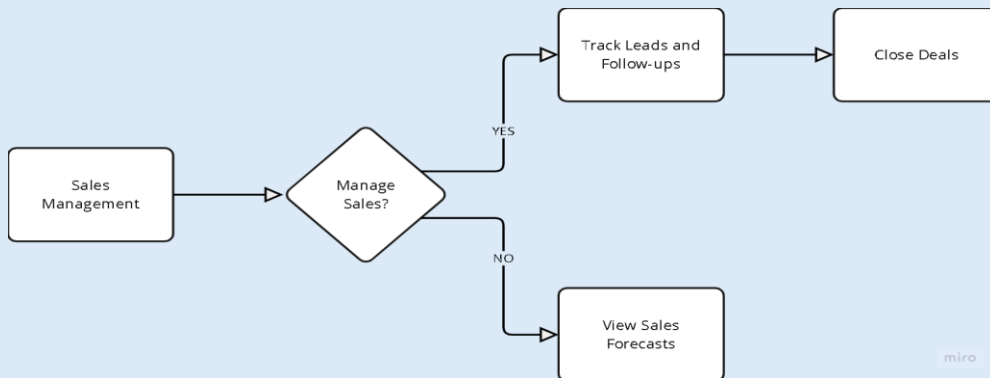 Track Leads and
Follow-ups
Close Deals
YES
Sales
Management
Manage
Sales?
NO
View Sales
Forecasts
miro